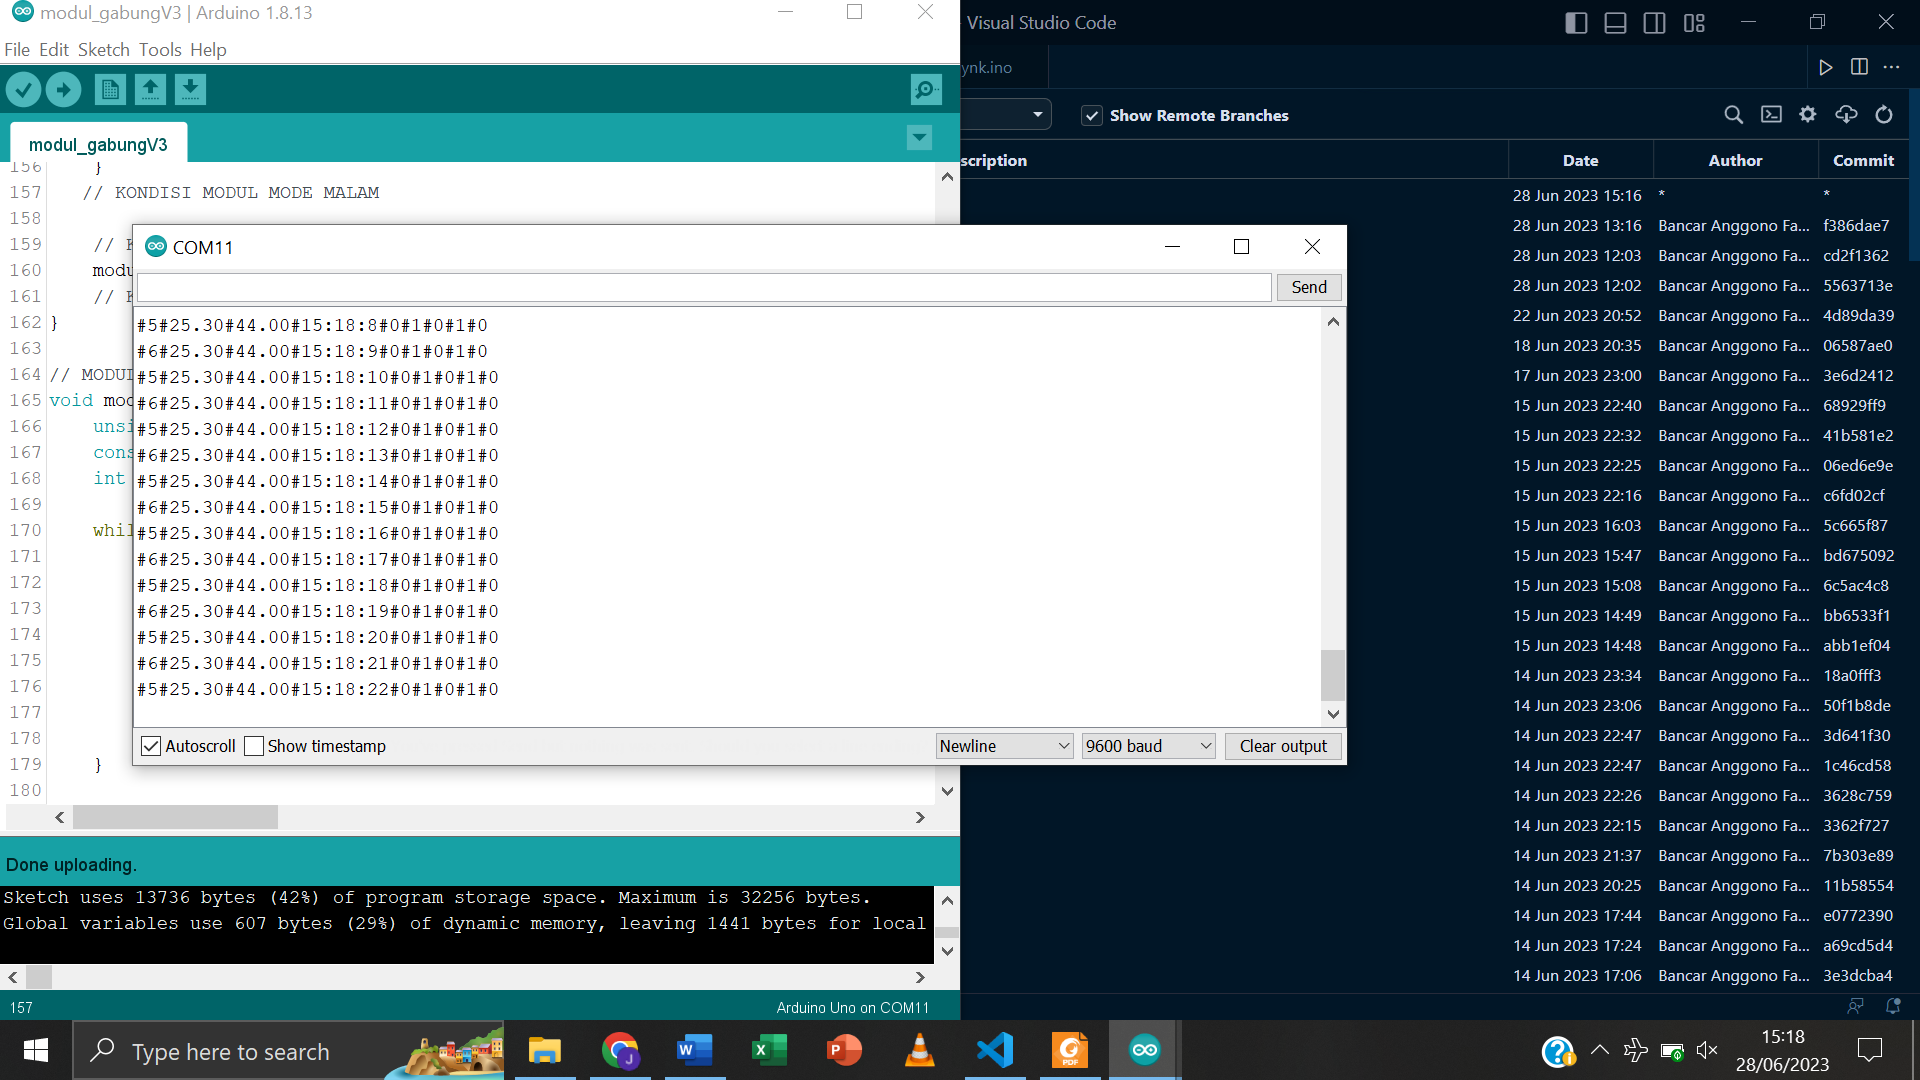 modul_gabungV3 | Arduino 1.8.13
File Edit Sketch Tools Help
modul_gabungV3
156 }
157 // KONDISI MODUL MODE MALAM
158
159 //
160
161 //
162 }
163
164 // MODUL
165 void
166
167
168 int
169
170
171
172
173
174
175
176
177
178
179 }
180
COM11
Send
#5#25.30#44.00#15:18:8#0#1#0#1#0
#6#25.30#44.00#15:18:9#0#1#0#1#0
#5#25.30#44.00#15:18:10#0#1#0#1#0
#6#25.30#44.00#15:18:11#0#1#0#1#0
#5#25.30#44.00#15:18:12#0#1#0#1#0
#6#25.30#44.00#15:18:13#0#1#0#1#0
#5#25.30#44.00#15:18:14#0#1#0#1#0
#6#25.30#44.00#15:18:15#0#1#0#1#0
#5#25.30#44.00#15:18:16#0#1#0#1#0
#6#25.30#44.00#15:18:17#0#1#0#1#0
#5#25.30#44.00#15:18:18#0#1#0#1#0
#6#25.30#44.00#15:18:19#0#1#0#1#0
#5#25.30#44.00#15:18:20#0#1#0#1#0
#6#25.30#44.00#15:18:21#0#1#0#1#0
#5#25.30#44.00#15:18:22#0#1#0#1#0
Autoscroll Show timestamp Newline 9600 baud Clear output
Done uploading.
Sketch uses 13736 bytes (42%) of program storage space. Maximum is 32256 bytes.
Global variables use 607 bytes (29%) of dynamic memory, leaving 1441 bytes for local
157 Arduino Uno on COM11
Visual Studio Code
ynk.ino
Show Remote Branches
scription Date Author Commit
28 Jun 2023 15:16 * *
28 Jun 2023 13:16 Bancar Anggono Fa... f386dae7
28 Jun 2023 12:03 Bancar Anggono Fa... cd2f1362
28 Jun 2023 12:02 Bancar Anggono Fa... 5563713e
22 Jun 2023 20:52 Bancar Anggono Fa... 4d89da39
18 Jun 2023 20:35 Bancar Anggono Fa... 06587ae0
17 Jun 2023 23:00 Bancar Anggono Fa... 3e6d2412
15 Jun 2023 22:40 Bancar Anggono Fa... 68929ff9
15 Jun 2023 22:32 Bancar Anggono Fa... 41b581e2
15 Jun 2023 22:25 Bancar Anggono Fa... 06ed6e9e
15 Jun 2023 22:16 Bancar Anggono Fa... c6fd02cf
15 Jun 2023 16:03 Bancar Anggono Fa... 5c665f87
15 Jun 2023 15:47 Bancar Anggono Fa... bd675092
15 Jun 2023 15:08 Bancar Anggono Fa... 6c5ac4c8
15 Jun 2023 14:49 Bancar Anggono Fa... bb6533f1
15 Jun 2023 14:48 Bancar Anggono Fa... abb1ef04
14 Jun 2023 23:34 Bancar Anggono Fa... 18a0fff3
14 Jun 2023 23:06 Bancar Anggono Fa... 50f1b8de
14 Jun 2023 22:47 Bancar Anggono Fa... 3d641f30
14 Jun 2023 22:47 Bancar Anggono Fa... 1c46cd58
14 Jun 2023 22:26 Bancar Anggono Fa... 3628c759
14 Jun 2023 22:15 Bancar Anggono Fa... 3362f727
14 Jun 2023 21:37 Bancar Anggono Fa... 7b303e89
14 Jun 2023 20:25 Bancar Anggono Fa... 11b58554
14 Jun 2023 17:44 Bancar Anggono Fa... e0772390
14 Jun 2023 17:24 Bancar Anggono Fa... a69cd5d4
14 Jun 2023 17:06 Bancar Anggono Fa... 3e3dcba4
Type here to search
15:18
28/06/2023